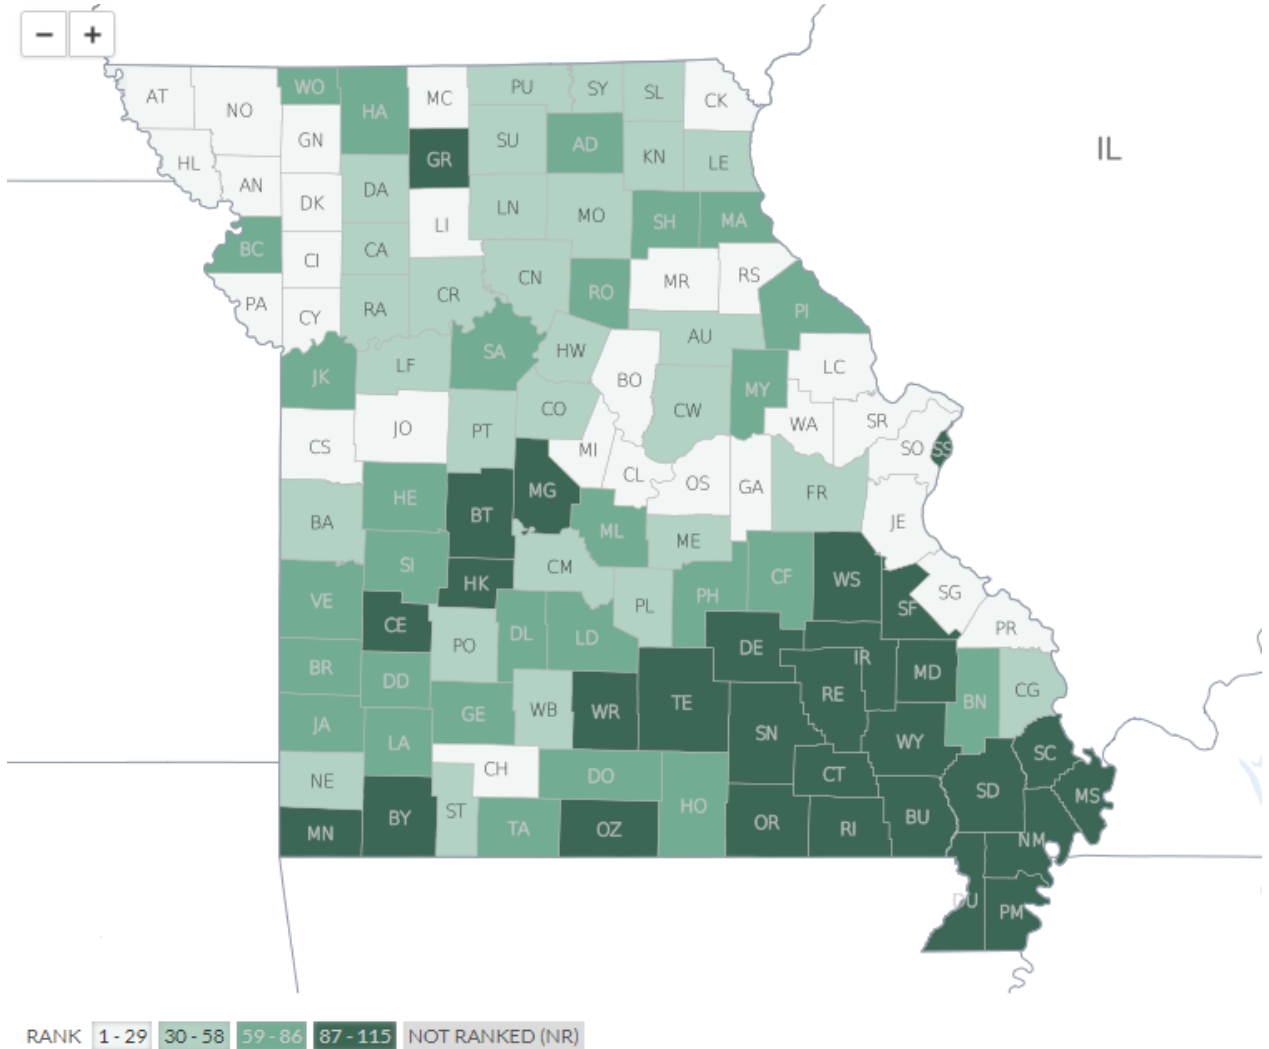 − +
IL
AT NO WO HA MC PU SY SL CK
HL GN GR SU AD KN LE
AN DK DA LI LN MO SH MA
BC CI CA CN MR RS
PA CY RA CR RO PI
JK LF SA HW AU LC
BO MY
CS JO PT CO CW WA SR
MI SO SS
HE MG CL OS GA FR
BA BT ML ME JE
SI HK CM CF WS
VE CE PL PH SF SG
PO DL LD DE IR PR
BR DD RE MD
JA LA GE WB WR TE SN WY BN CG
NE CH DO CT SC
MN BY ST TA OZ HO OR RI BU SD MS
NM
DU PM
RANK 1 - 29 30 - 58 59 - 86 87 - 115 NOT RANKED (NR)